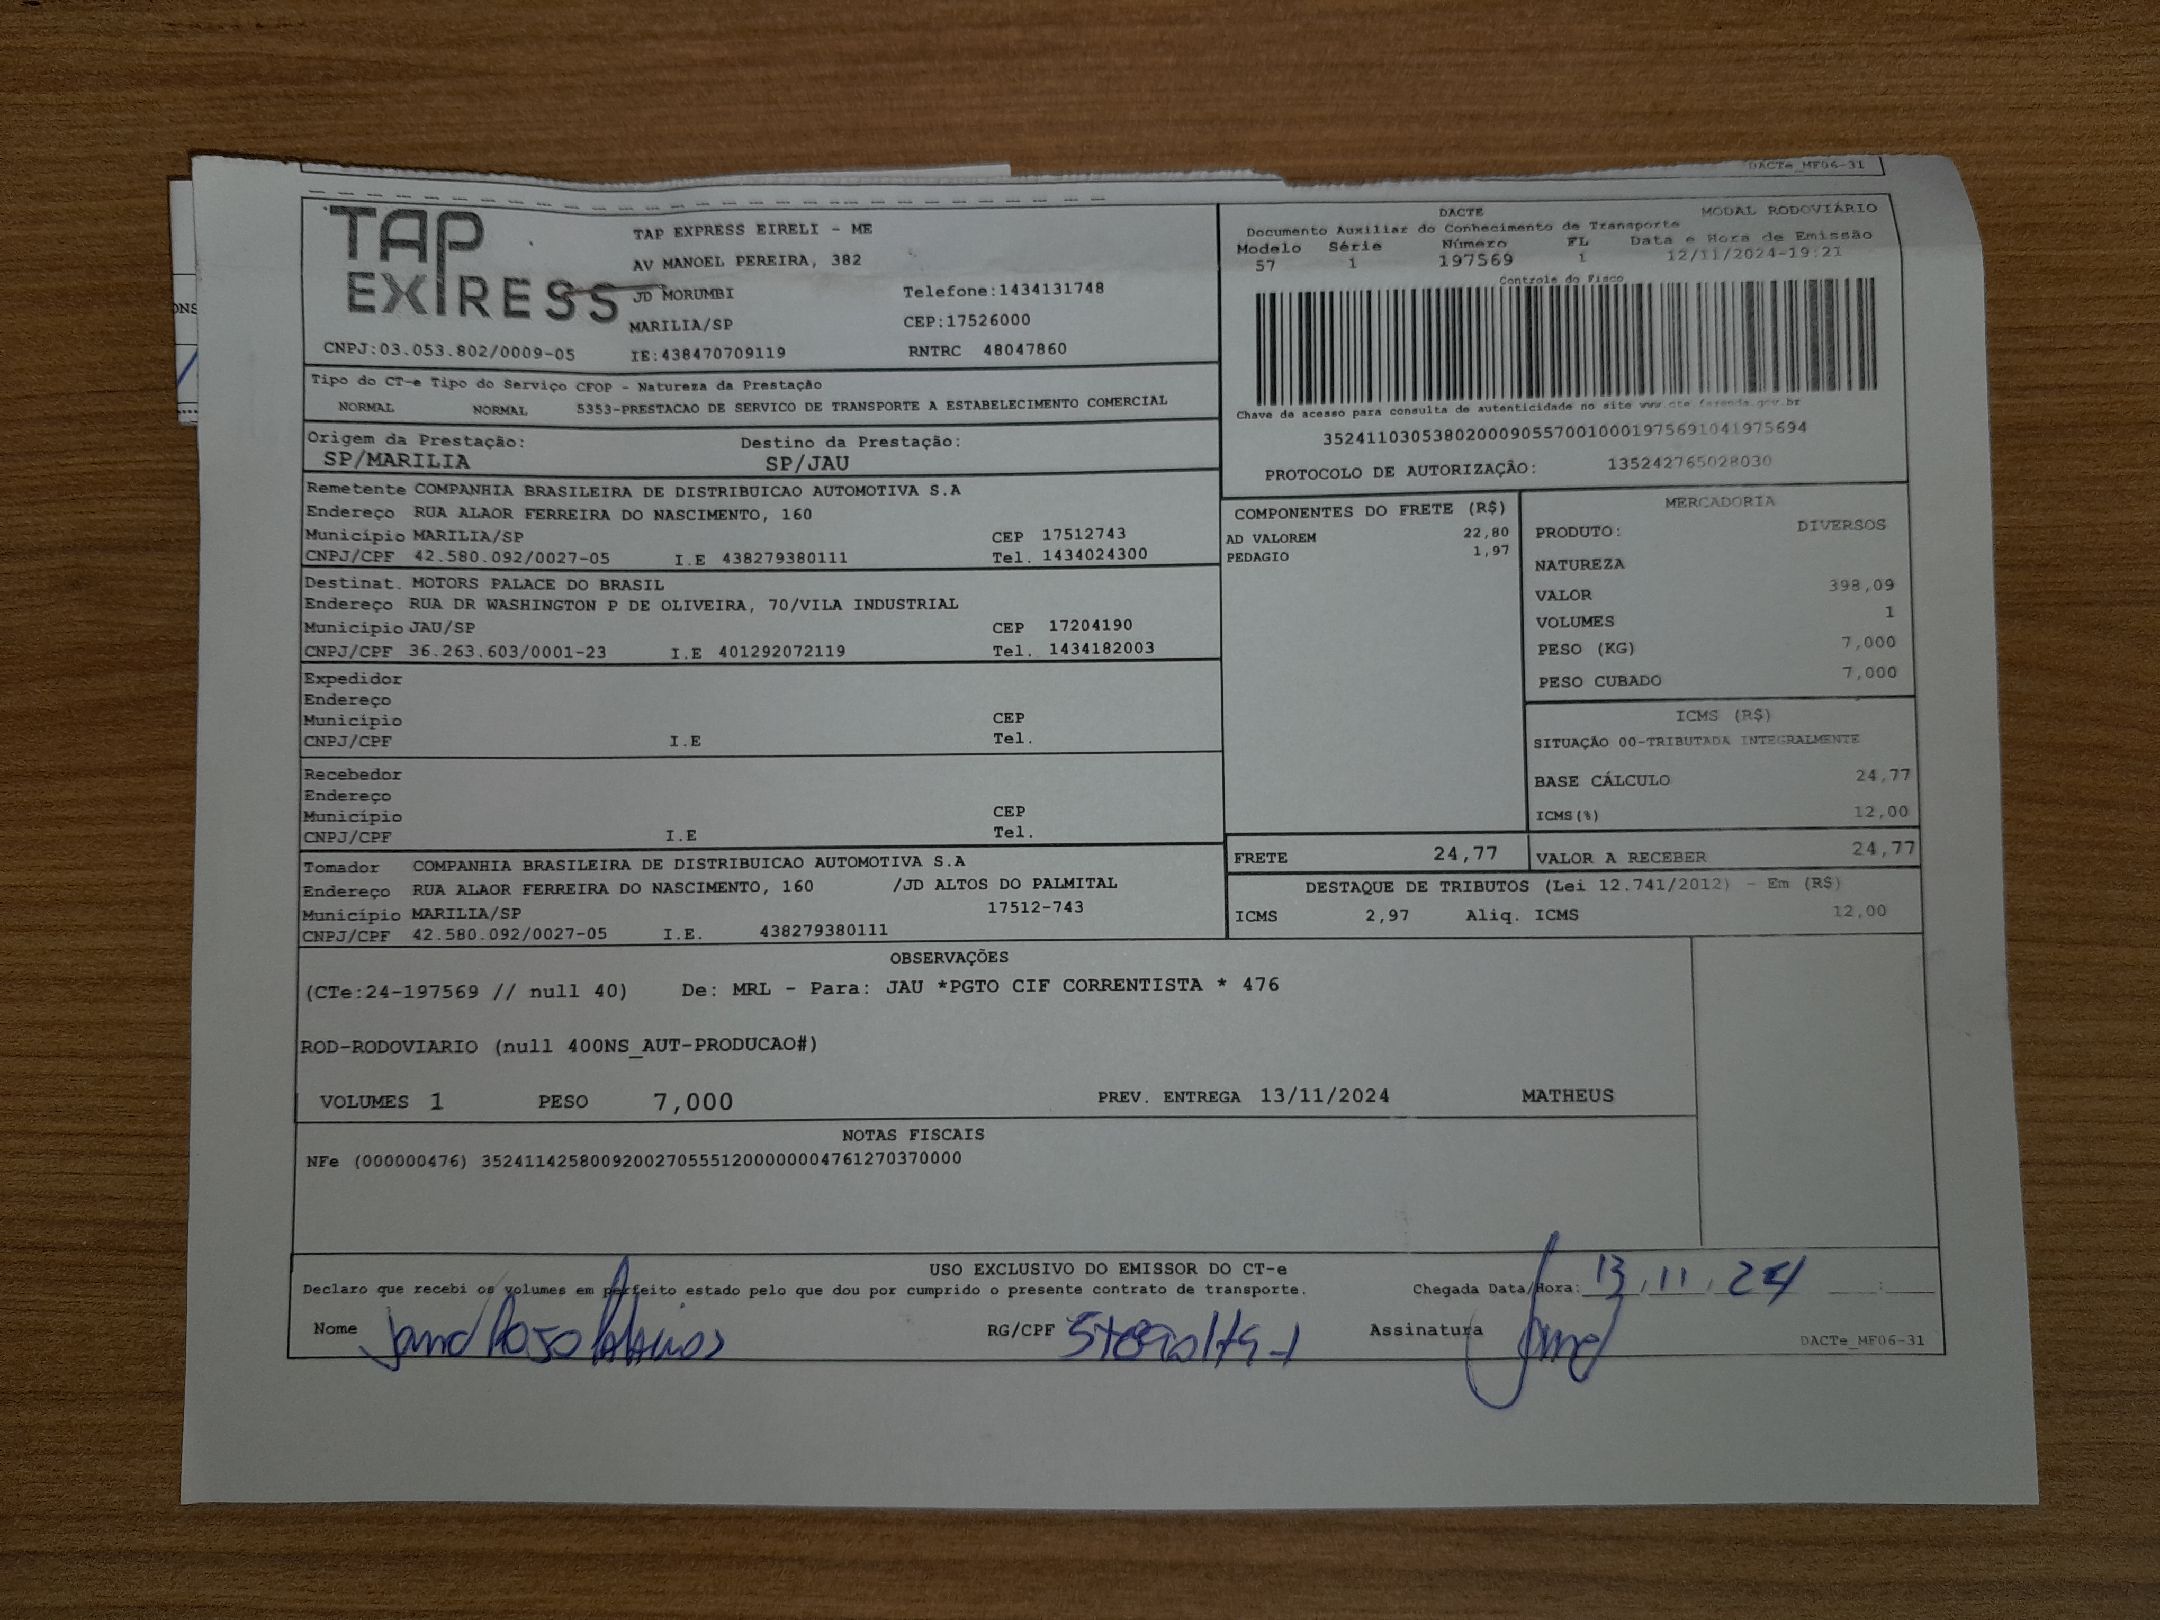 DACTe_MF06-31
TAP EXPRESS
TAP EXPRESS EIRELI - ME
AV MANOEL PEREIRA, 382
JD MORUMBI Telefone:1434131748
MARILIA/SP CEP:17526000
CNPJ:03.053.802/0009-05 IE:438470709119 RNTRC 48047860
DACTE MODAL RODOVIÁRIO
Documento Auxiliar do Conhecimento de Transporte
Modelo Série Número FL Data e Hora de Emissão
57 1 197569 1 12/11/2024-19:21
Controle do Fisco
Chave de acesso para consulta de autenticidade no site www.cte.fazenda.gov.br
35241103053802000905570010001975691041975694
PROTOCOLO DE AUTORIZAÇÃO: 135242765028030
Tipo do CT-e Tipo do Serviço CFOP - Natureza da Prestação
NORMAL NORMAL 5353-PRESTACAO DE SERVICO DE TRANSPORTE A ESTABELECIMENTO COMERCIAL
Origem da Prestação: Destino da Prestação:
SP/MARILIA SP/JAU
Remetente COMPANHIA BRASILEIRA DE DISTRIBUICAO AUTOMOTIVA S.A
Endereço RUA ALAOR FERREIRA DO NASCIMENTO, 160
Município MARILIA/SP CEP 17512743
CNPJ/CPF 42.580.092/0027-05 I.E 438279380111 Tel. 1434024300
Destinat. MOTORS PALACE DO BRASIL
Endereço RUA DR WASHINGTON P DE OLIVEIRA, 70/VILA INDUSTRIAL
Município JAU/SP CEP 17204190
CNPJ/CPF 36.263.603/0001-23 I.E 401292072119 Tel. 1434182003
Expedidor
Endereço
Município CEP
CNPJ/CPF I.E Tel.
Recebedor
Endereço
Município CEP
CNPJ/CPF I.E Tel.
Tomador COMPANHIA BRASILEIRA DE DISTRIBUICAO AUTOMOTIVA S.A
Endereço RUA ALAOR FERREIRA DO NASCIMENTO, 160 /JD ALTOS DO PALMITAL
Município MARILIA/SP 17512-743
CNPJ/CPF 42.580.092/0027-05 I.E. 438279380111
COMPONENTES DO FRETE (R$)
AD VALOREM 22,80
PEDAGIO 1,97
MERCADORIA
PRODUTO: DIVERSOS
NATUREZA
VALOR 398,09
VOLUMES 1
PESO (KG) 7,000
PESO CUBADO 7,000
ICMS (R$)
SITUAÇÃO 00-TRIBUTADA INTEGRALMENTE
BASE CÁLCULO 24,77
ICMS(%) 12,00
FRETE 24,77 VALOR A RECEBER 24,77
DESTAQUE DE TRIBUTOS (Lei 12.741/2012) - Em (R$)
ICMS 2,97 Aliq. ICMS 12,00
OBSERVAÇÕES
(CTe:24-197569 // null 40) De: MRL - Para: JAU *PGTO CIF CORRENTISTA * 476
ROD-RODOVIARIO (null 400NS_AUT-PRODUCAO#)
VOLUMES 1 PESO 7,000 PREV. ENTREGA 13/11/2024 MATHEUS
NOTAS FISCAIS
NFe (000000476) 35241142580092002705551200000004761270370000
USO EXCLUSIVO DO EMISSOR DO CT-e
Declaro que recebi os volumes em perfeito estado pelo que dou por cumprido o presente contrato de transporte. Chegada Data/Hora: 13.11.24
Nome RG/CPF Assinatura
DACTe_MF06-31